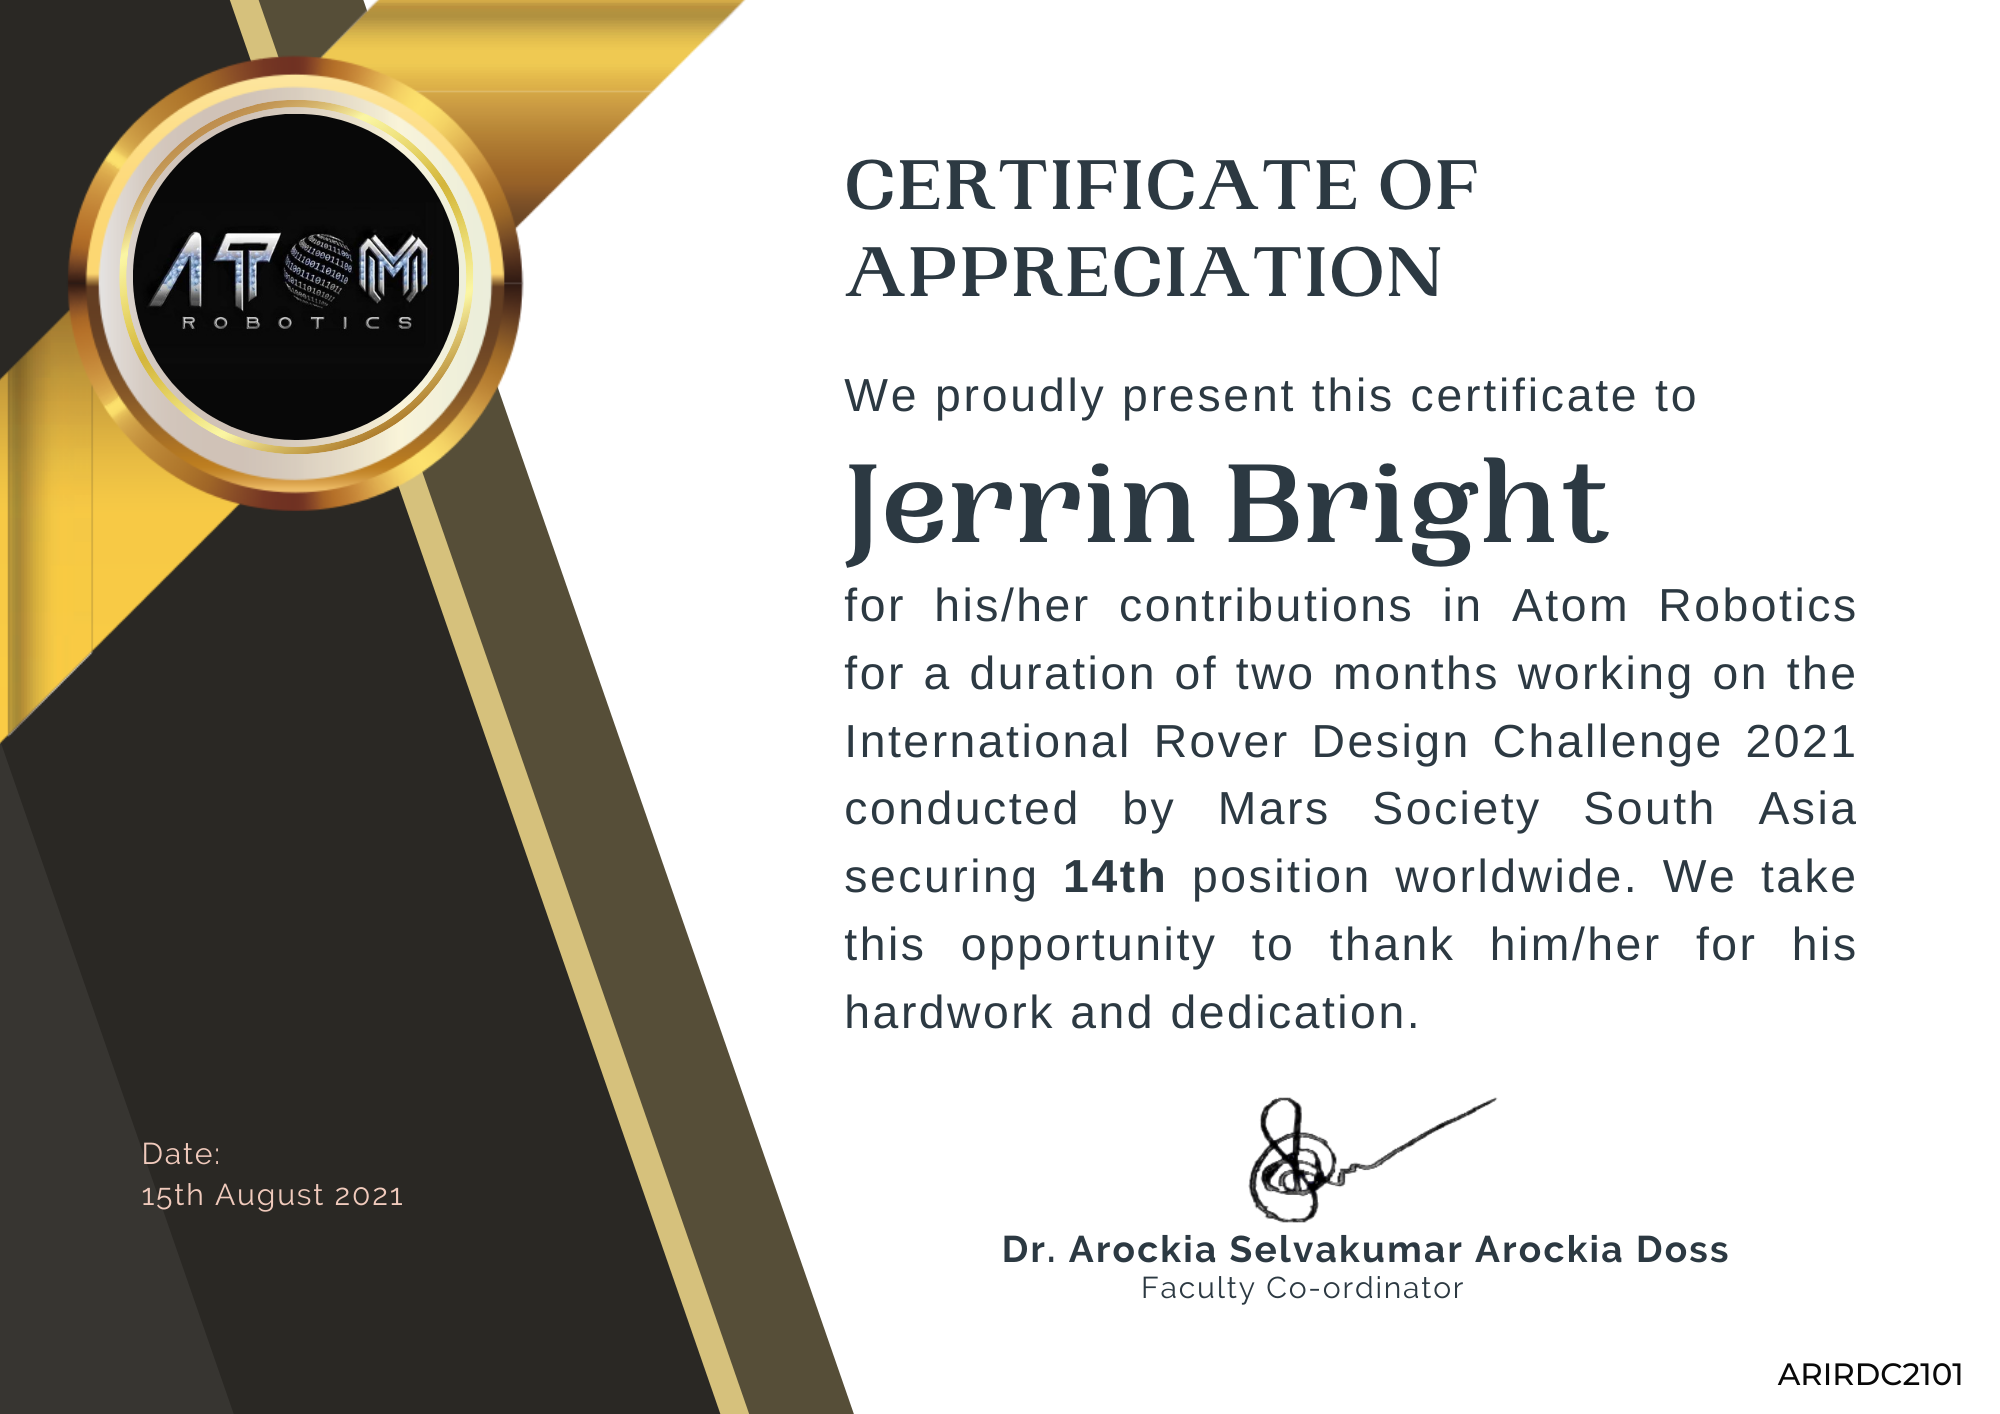 ATOM
ROBOTICS
CERTIFICATE OF
APPRECIATION
We proudly present this certificate to
Jerrin Bright
for his/her contributions in Atom Robotics
for a duration of two months working on the
International Rover Design Challenge 2021
conducted by Mars Society South Asia
securing 14th position worldwide. We take
this opportunity to thank him/her for his
hardwork and dedication.
Date:
15th August 2021
Dr. Arockia Selvakumar Arockia Doss
Faculty Co-ordinator
ARIRDC2101